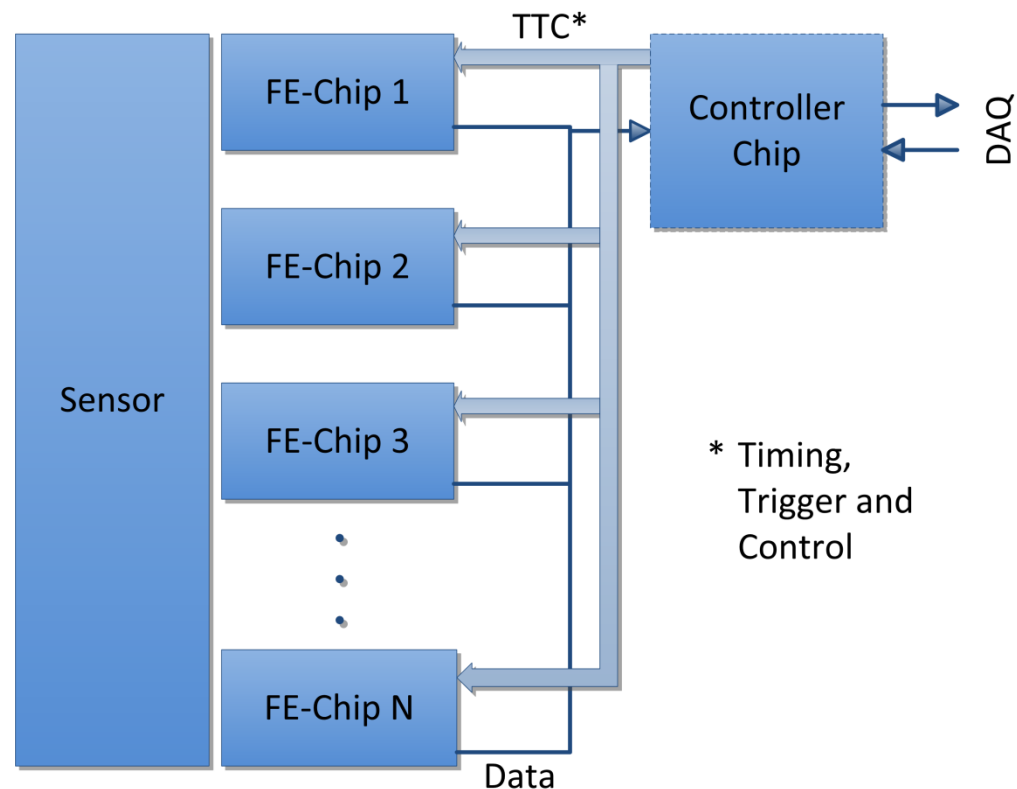 TTC*
Sensor
FE-Chip 1
FE-Chip 2
FE-Chip 3
FE-Chip N
Data
Controller
Chip
DAQ
* Timing,
Trigger and
Control